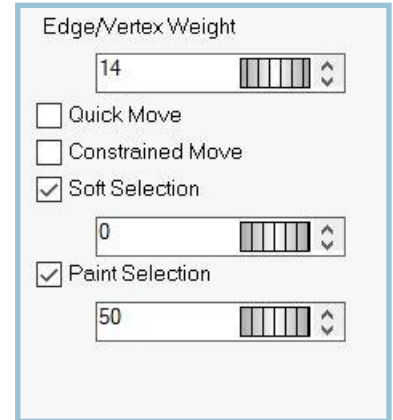 Edge/Vertex Weight
14
Quick Move
Constrained Move
Soft Selection
0
Paint Selection
50